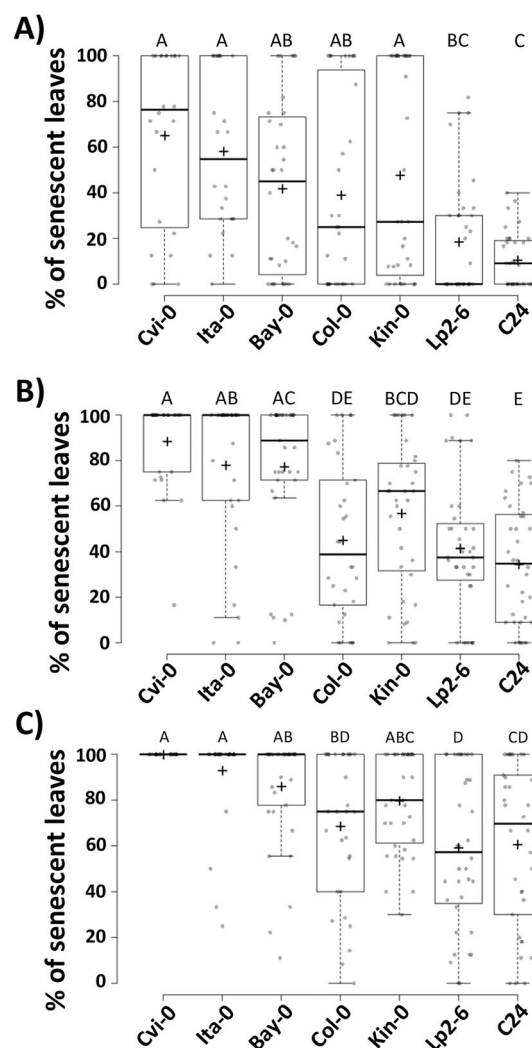 A)
A A AB AB A BC C
% of senescent leaves
100
80
60
40
20
0
Cvi-0 Ita-0 Bay-0 Col-0 Kin-0 Lp2-6 C24
B)
A AB AC DE BCD DE E
% of senescent leaves
100
80
60
40
20
0
Cvi-0 Ita-0 Bay-0 Col-0 Kin-0 Lp2-6 C24
C)
A A AB BD ABC D CD
% of senescent leaves
100
80
60
40
20
0
Cvi-0 Ita-0 Bay-0 Col-0 Kin-0 Lp2-6 C24